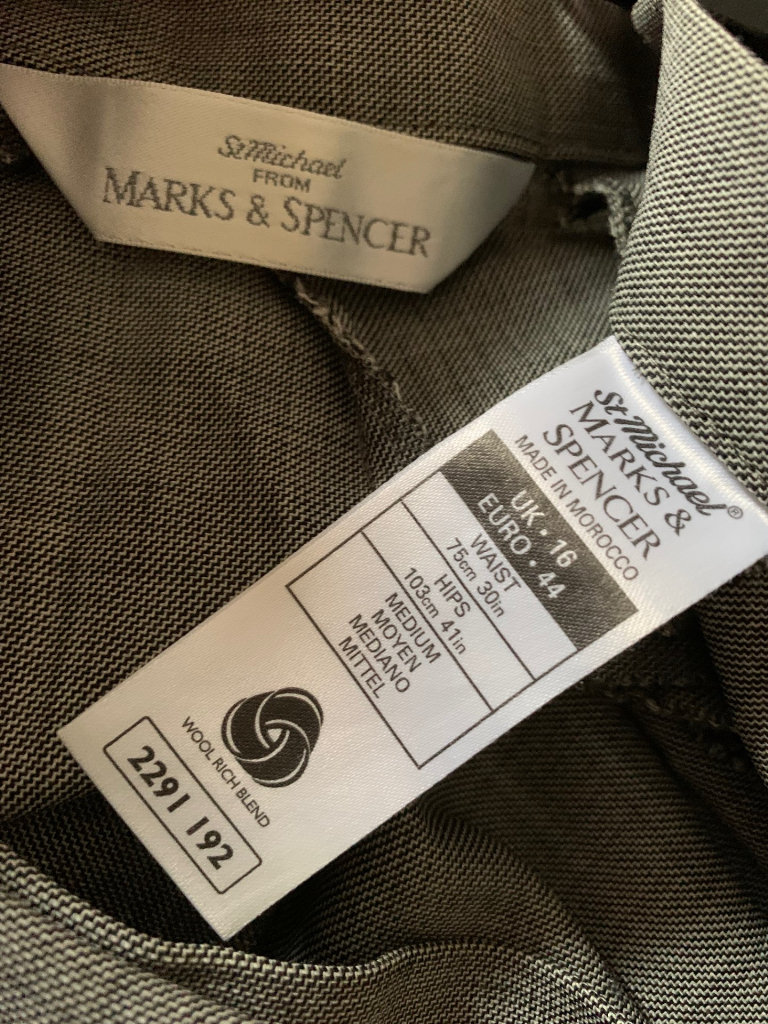 St Michael
FROM
MARKS & SPENCER
St Michael®
MARKS &
SPENCER
MADE IN MOROCCO
UK • 16
EURO • 44
WAIST
75cm 30in
HIPS
103cm 41in
MEDIUM
MOYEN
MEDIANO
MITTEL
WOOL RICH BLEND
2291 192